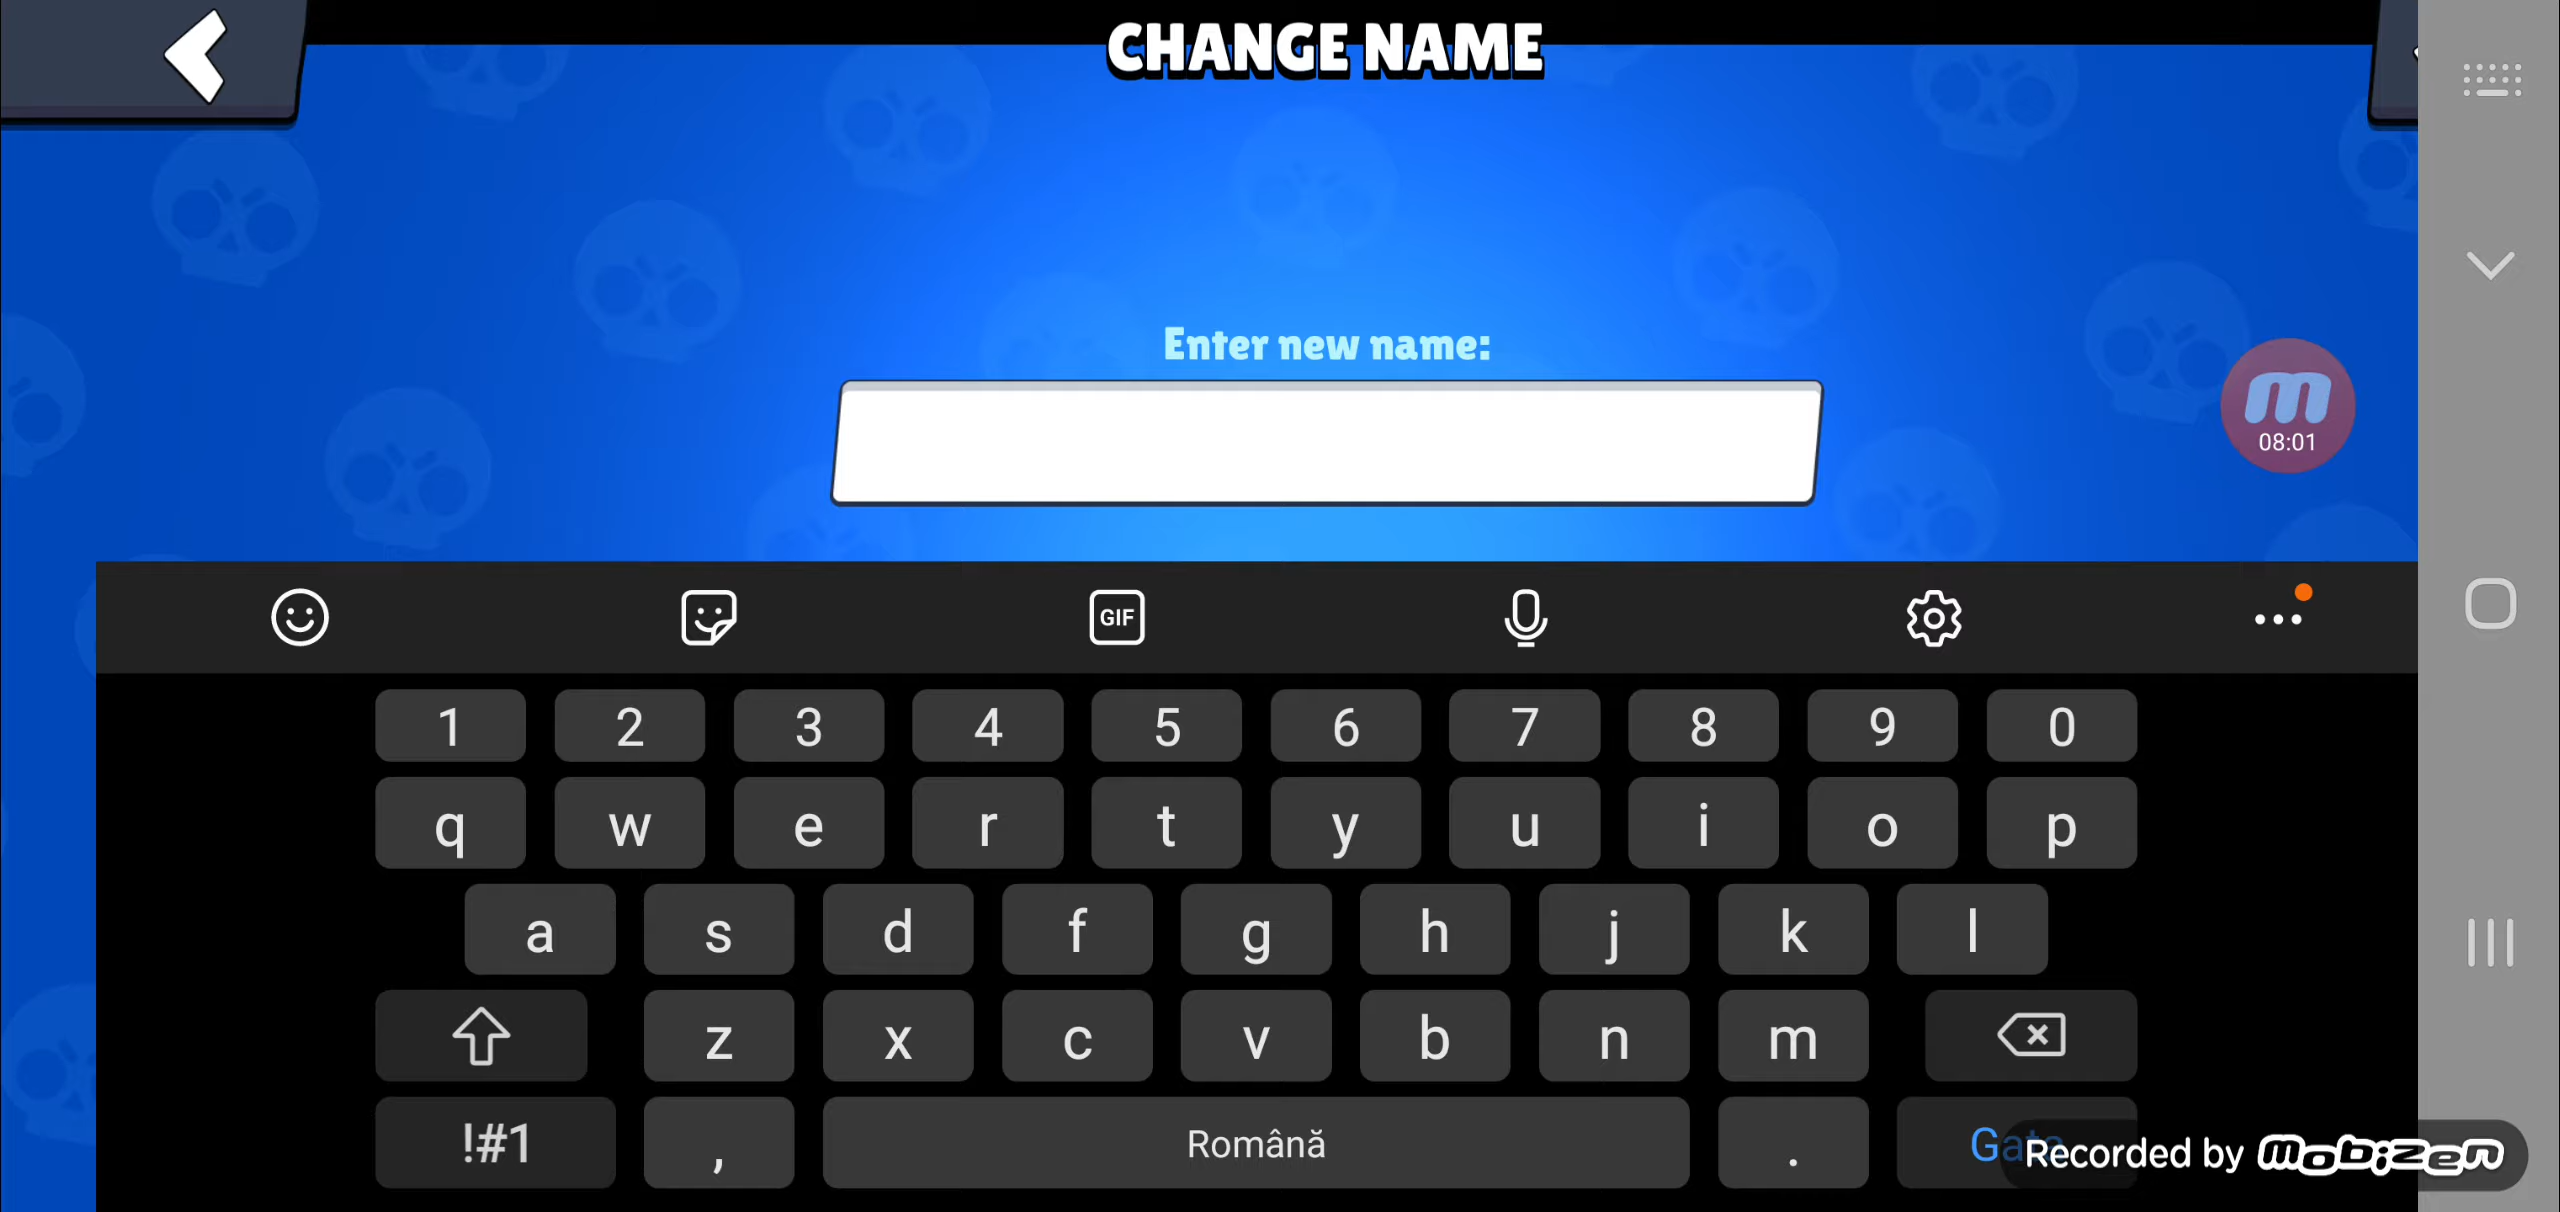 CHANGE NAME
Enter new name:
m
08:01
GIF
1 2 3 4 5 6 7 8 9 0
q w e r t y u i o p
a s d f g h j k l
z x c v b n m
!#1 , Română .
Recorded by mobizen